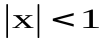 |x| < 1